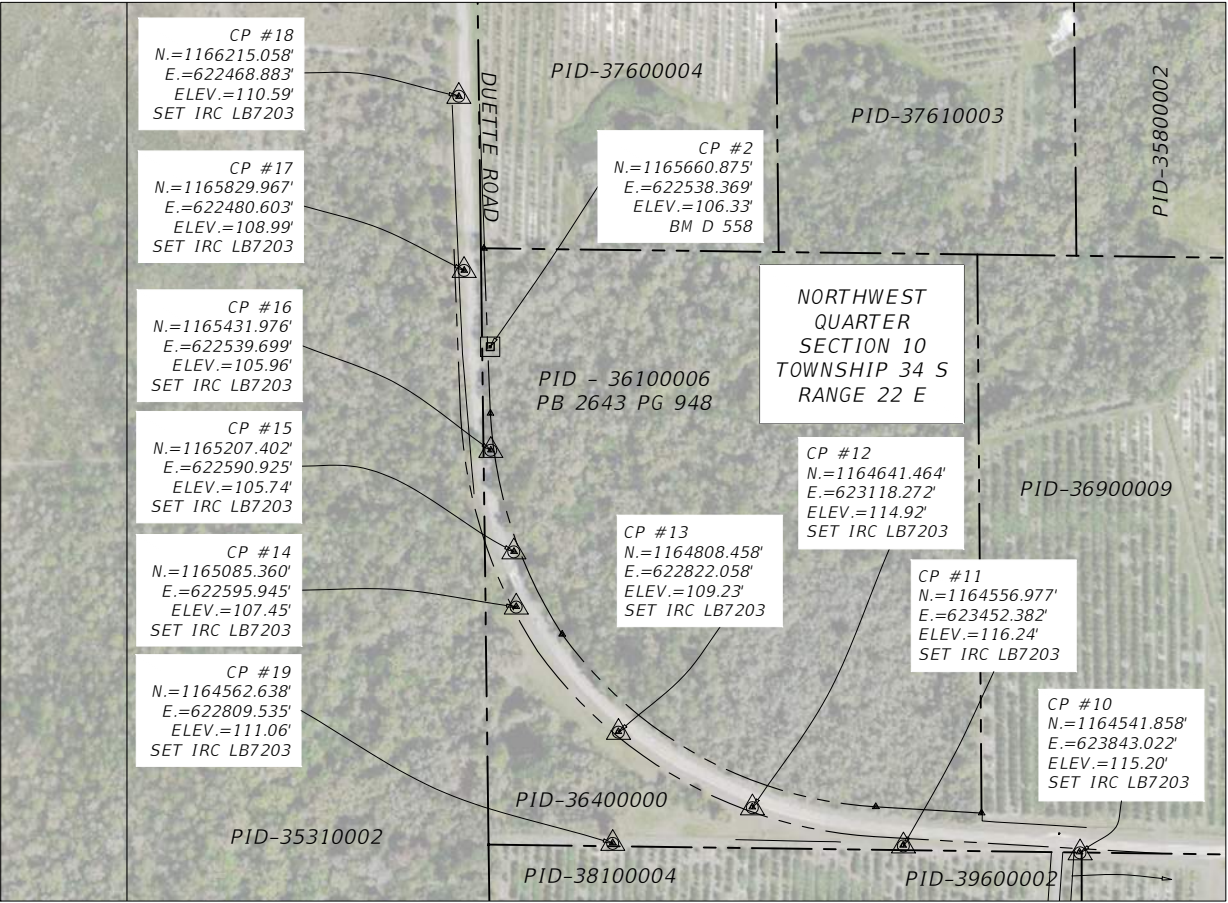 CP #18
N.=1166215.058'
E.=622468.883'
ELEV.=110.59'
SET IRC LB7203
CP #17
N.=1165829.967'
E.=622480.603'
ELEV.=108.99'
SET IRC LB7203
CP #16
N.=1165431.976'
E.=622539.699'
ELEV.=105.96'
SET IRC LB7203
CP #15
N.=1165207.402'
E.=622590.925'
ELEV.=105.74'
SET IRC LB7203
CP #14
N.=1165085.360'
E.=622595.945'
ELEV.=107.45'
SET IRC LB7203
CP #19
N.=1164562.638'
E.=622809.535'
ELEV.=111.06'
SET IRC LB7203
PID-35310002
DUETTE ROAD
PID-37600004
CP #2
N.=1165660.875'
E.=622538.369'
ELEV.=106.33'
BM D 558
PID-37610003
PID-35800002
NORTHWEST
QUARTER
SECTION 10
TOWNSHIP 34 S
RANGE 22 E
PID - 36100006
PB 2643 PG 948
CP #12
N.=1164641.464'
E.=623118.272'
ELEV.=114.92'
SET IRC LB7203
PID-36900009
CP #13
N.=1164808.458'
E.=622822.058'
ELEV.=109.23'
SET IRC LB7203
CP #11
N.=1164556.977'
E.=623452.382'
ELEV.=116.24'
SET IRC LB7203
CP #10
N.=1164541.858'
E.=623843.022'
ELEV.=115.20'
SET IRC LB7203
PID-36400000
PID-38100004
PID-39600002